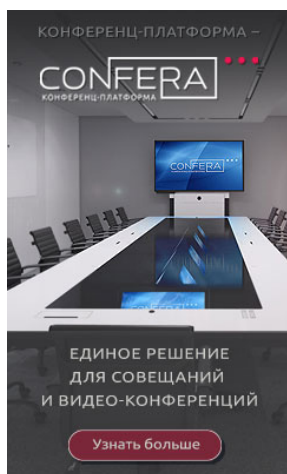 КОНФЕРЕНЦ-ПЛАТФОРМА –
CONFERA
КОНФЕРЕНЦ-ПЛАТФОРМА
CONFERA
ЕДИНОЕ РЕШЕНИЕ
ДЛЯ СОВЕЩАНИЙ
И ВИДЕО-КОНФЕРЕНЦИЙ
Узнать больше